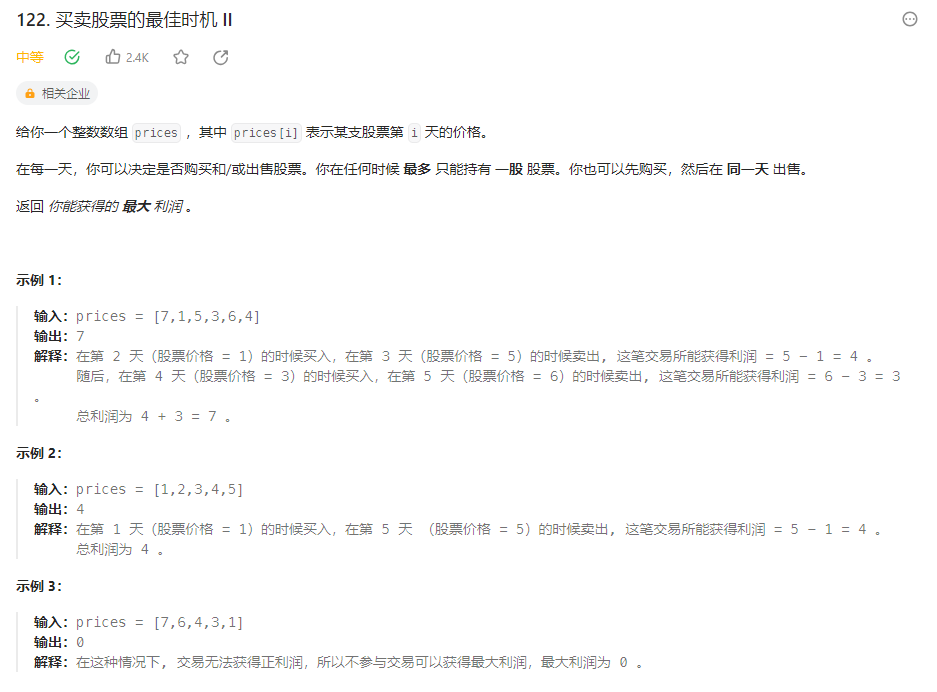 122. 买卖股票的最佳时机 II
中等 2.4K
相关企业
给你一个整数数组 prices ，其中 prices[i] 表示某支股票第 i 天的价格。
在每一天，你可以决定是否购买和/或出售股票。你在任何时候 最多 只能持有 一股 股票。你也可以先购买，然后在 同一天 出售。
返回 你能获得的 最大 利润 。
示例 1：
输入：prices = [7,1,5,3,6,4]
输出：7
解释：在第 2 天（股票价格 = 1）的时候买入，在第 3 天（股票价格 = 5）的时候卖出, 这笔交易所能获得利润 = 5 - 1 = 4 。
随后，在第 4 天（股票价格 = 3）的时候买入，在第 5 天（股票价格 = 6）的时候卖出, 这笔交易所能获得利润 = 6 - 3 = 3
。
总利润为 4 + 3 = 7 。
示例 2：
输入：prices = [1,2,3,4,5]
输出：4
解释：在第 1 天（股票价格 = 1）的时候买入，在第 5 天 （股票价格 = 5）的时候卖出, 这笔交易所能获得利润 = 5 - 1 = 4 。
总利润为 4 。
示例 3：
输入：prices = [7,6,4,3,1]
输出：0
解释：在这种情况下, 交易无法获得正利润，所以不参与交易可以获得最大利润，最大利润为 0 。